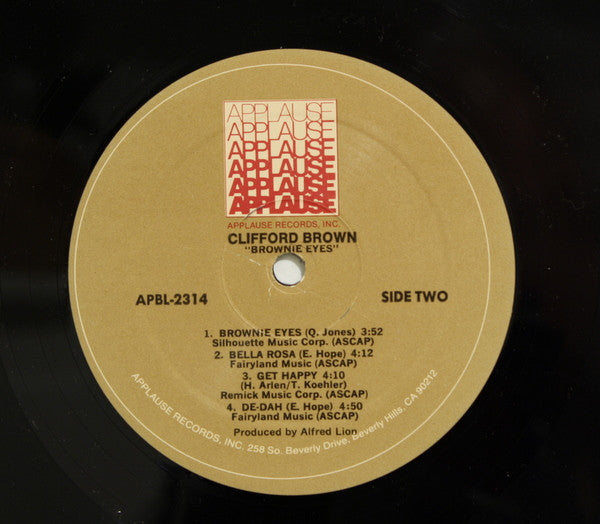 APPLAUSE
APPLAUSE
APPLAUSE
APPLAUSE
APPLAUSE
APPLAUSE
APPLAUSE RECORDS, INC.
CLIFFORD BROWN
"BROWNIE EYES"
APBL-2314
SIDE TWO
1. BROWNIE EYES (Q. Jones) 3:52
Silhouette Music Corp. (ASCAP)
2. BELLA ROSA (E. Hope) 4:12
Fairyland Music (ASCAP)
3. GET HAPPY 4:10
(H. Arlen/T. Koehler)
Remick Music Corp. (ASCAP)
4. DE-DAH (E. Hope) 4:50
Fairyland Music (ASCAP)
Produced by Alfred Lion
APPLAUSE RECORDS, INC. 258 So. Beverly Drive, Beverly Hills, CA 90212